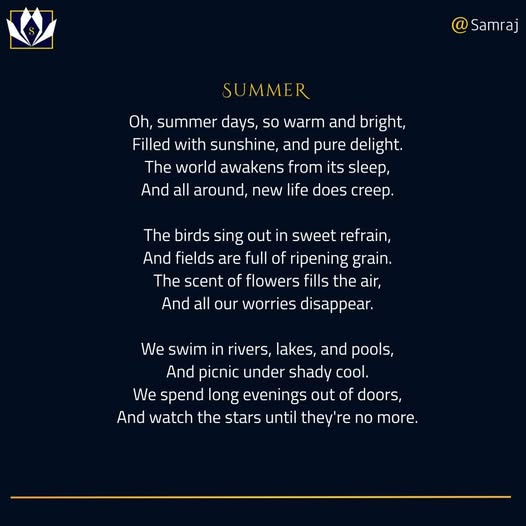 S
@Samraj
SUMMER
Oh, summer days, so warm and bright,
Filled with sunshine, and pure delight.
The world awakens from its sleep,
And all around, new life does creep.
The birds sing out in sweet refrain,
And fields are full of ripening grain.
The scent of flowers fills the air,
And all our worries disappear.
We swim in rivers, lakes, and pools,
And picnic under shady cool.
We spend long evenings out of doors,
And watch the stars until they're no more.